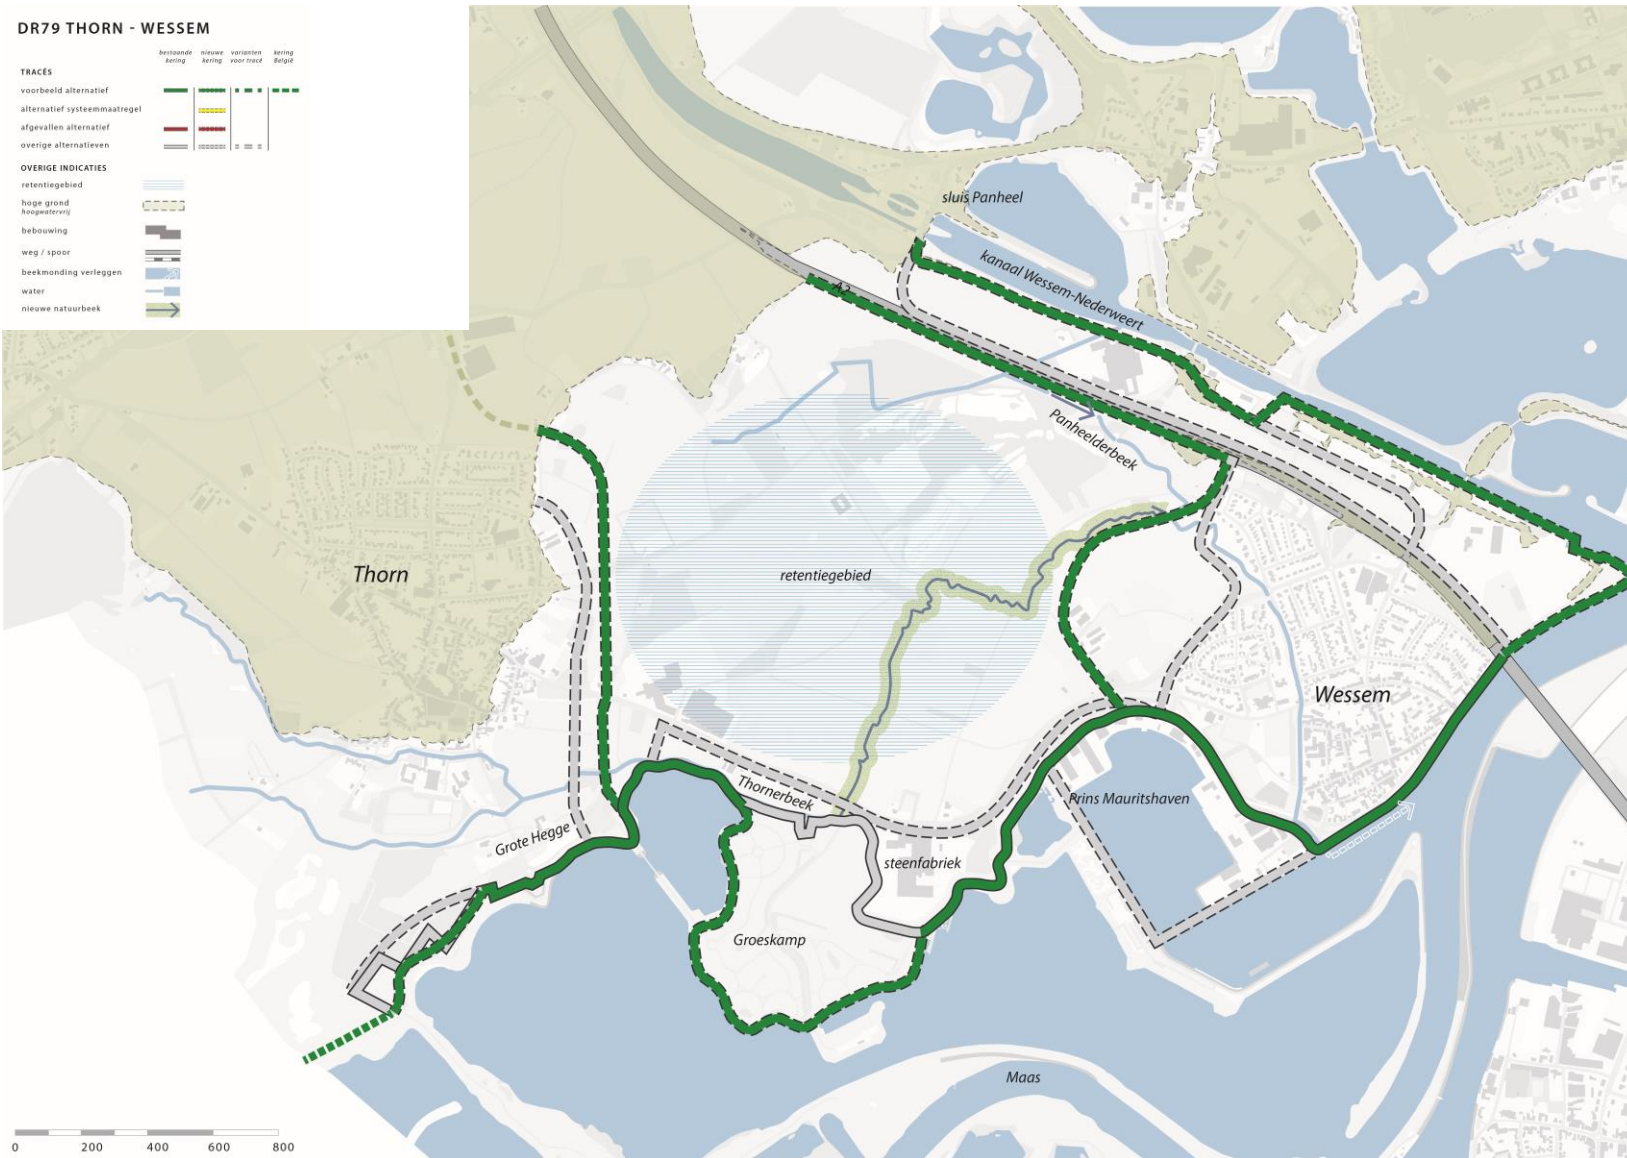 DR79 THORN - WESSEM
bestaande nieuwe varianten kering
kering kering voor tracé België
TRACÉS
voorbeeld alternatief
alternatief systeemmaatregel
afgevallen alternatief
overige alternatieven
OVERIGE INDICATIES
retentiegebied
hoge grond
hoogwatervrij
bebouwing
weg / spoor
beekmonding verleggen
water
nieuwe natuurbeek
sluis Panheel
kanaal Wessem-Nederweert
A2
Panheelderbeek
Thorn
retentiegebied
Wessem
Thornerbeek
Prins Mauritshaven
Grote Hegge
steenfabriek
Groeskamp
Maas
0 200 400 600 800